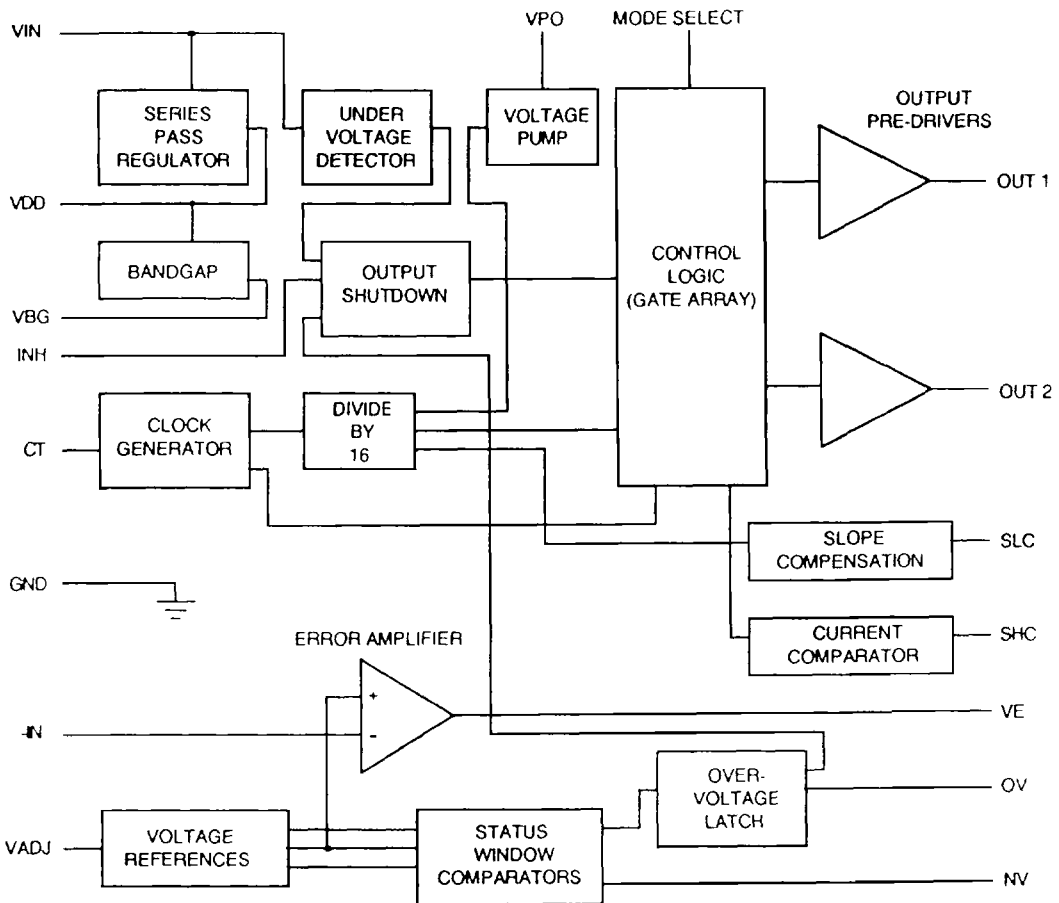 VPO
MODE SELECT
VIN
SERIES
PASS
REGULATOR
UNDER
VOLTAGE
DETECTOR
VOLTAGE
PUMP
OUTPUT
PRE-DRIVERS
OUT 1
VDD
BANDGAP
OUTPUT
SHUTDOWN
CONTROL
LOGIC
(GATE ARRAY)
VBG
INH
OUT 2
CT
CLOCK
GENERATOR
DIVIDE
BY
16
SLOPE
COMPENSATION
SLC
GND
CURRENT
COMPARATOR
SHC
ERROR AMPLIFIER
+
-
-IN
VE
OVER-
VOLTAGE
LATCH
OV
VADJ
VOLTAGE
REFERENCES
STATUS
WINDOW
COMPARATORS
NV